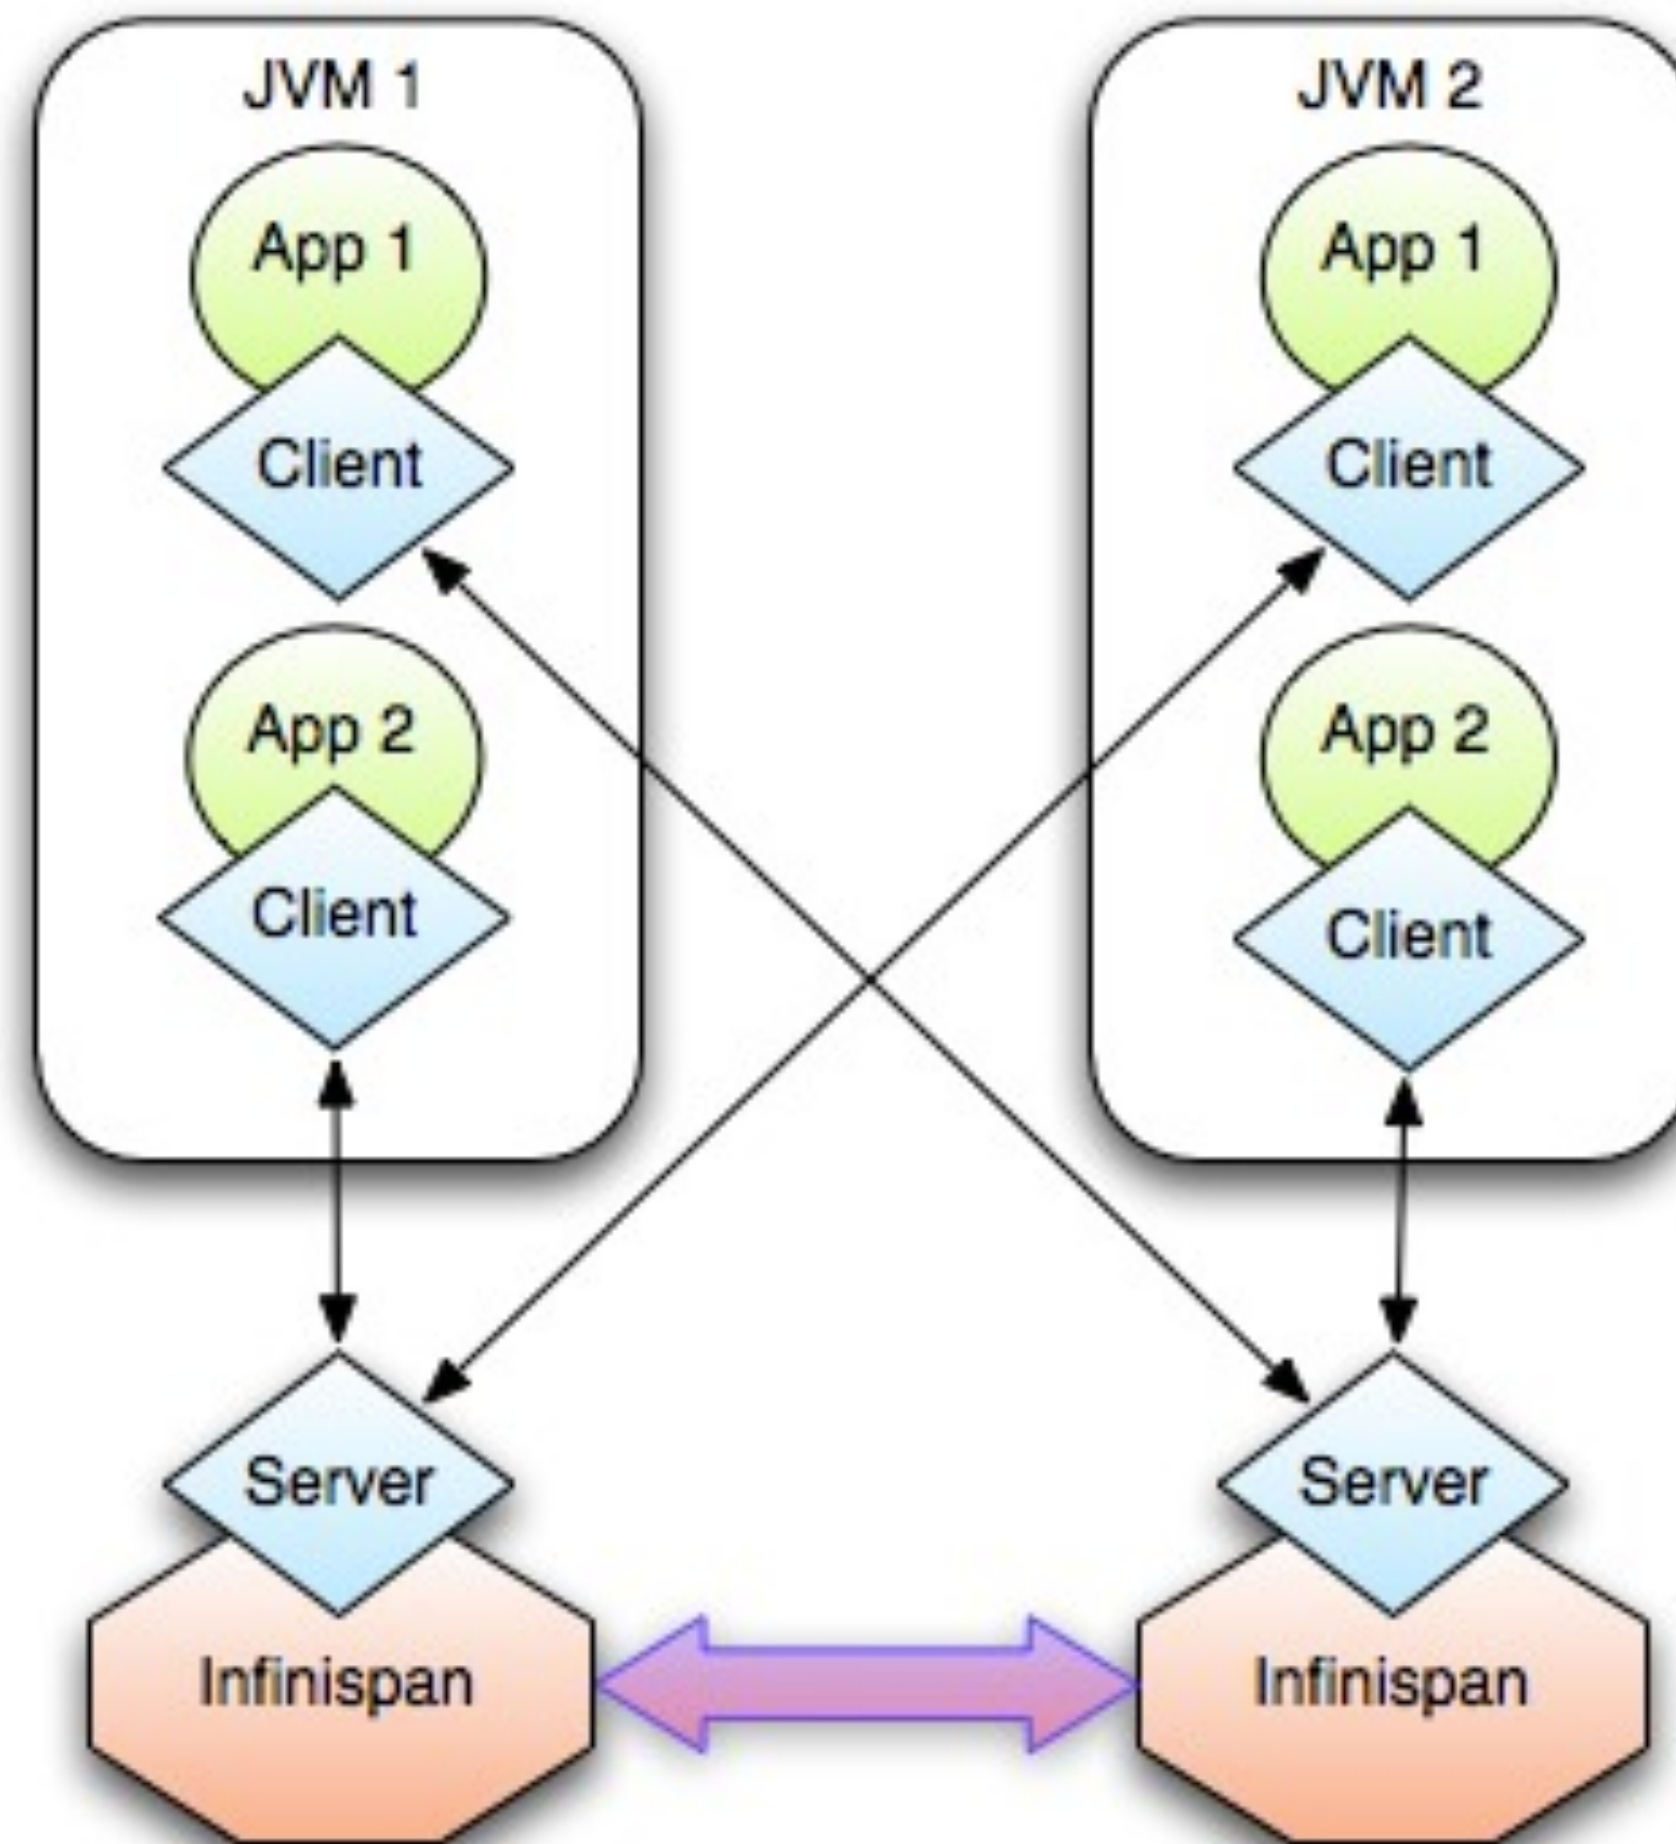 JVM 1
App 1
Client
App 2
Client
JVM 2
App 1
Client
App 2
Client
Server
Infinispan
Server
Infinispan